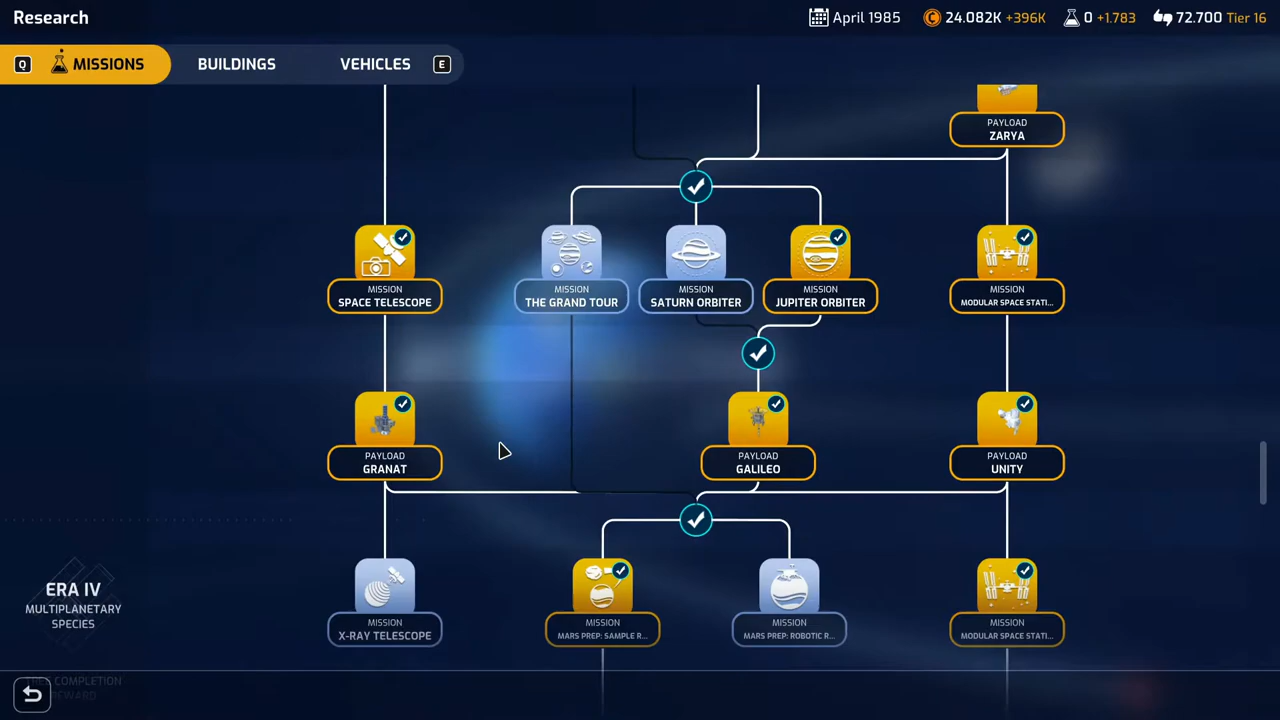 Research
April 1985
24.082K +396K
0 +1.783
72.700 Tier 16
Q
MISSIONS
BUILDINGS
VEHICLES
E
PAYLOAD
ZARYA
MISSION
SPACE TELESCOPE
MISSION
THE GRAND TOUR
MISSION
SATURN ORBITER
MISSION
JUPITER ORBITER
MISSION
MODULAR SPACE STATI...
PAYLOAD
GRANAT
PAYLOAD
GALILEO
PAYLOAD
UNITY
ERA IV
MULTIPLANETARY
SPECIES
MISSION
X-RAY TELESCOPE
MISSION
MARS PREP: SAMPLE R...
MISSION
MARS PREP: ROBOTIC R...
MISSION
MODULAR SPACE STATI...
TREE COMPLETION
REWARD